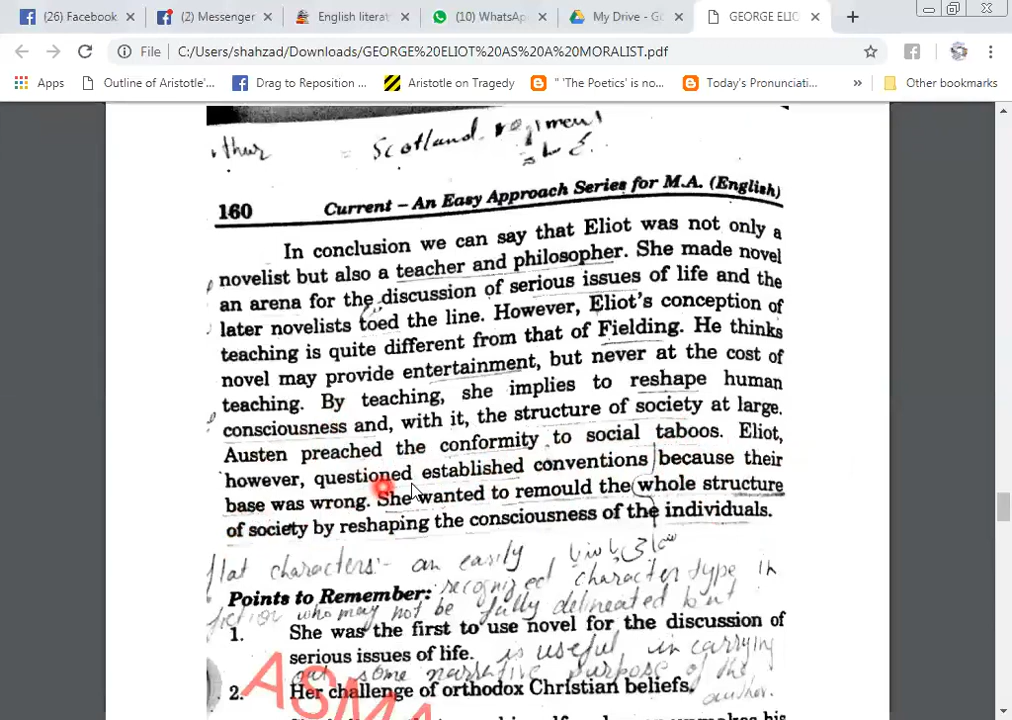 (26) Facebook
(2) Messenger
English literat
(10) WhatsAp
My Drive - Go
GEORGE ELIO
File
C:/Users/shahzad/Downloads/GEORGE%20ELIOT%20AS%20A%20MORALIST.pdf
Apps
Outline of Aristotle'...
Drag to Reposition ...
Aristotle on Tragedy
" 'The Poetics' is no...
Today's Pronunciati...
»
Other bookmarks
thur = Scotland regiment
160
Current – An Easy Approach Series for M.A. (English)
In conclusion we can say that Eliot was not only a
novelist but also a teacher and philosopher. She made novel
an arena for the discussion of serious issues of life and the
later novelists toed the line. However, Eliot's conception of
teaching is quite different from that of Fielding. He thinks
novel may provide entertainment, but never at the cost of
teaching. By teaching, she implies to reshape human
consciousness and, with it, the structure of society at large.
Austen preached the conformity to social taboos. Eliot,
however, questioned established conventions because their
base was wrong. She wanted to remould the whole structure
of society by reshaping the consciousness of the individuals.
flat characters:- an easily
recognized character type in
Points to Remember:
fiction who may not be fully delineated but
1. She was the first to use novel for the discussion of
serious issues of life.
is useful in carrying
out some narrative purpose of the
2. Her challenge of orthodox Christian beliefs.
author.
ASMA